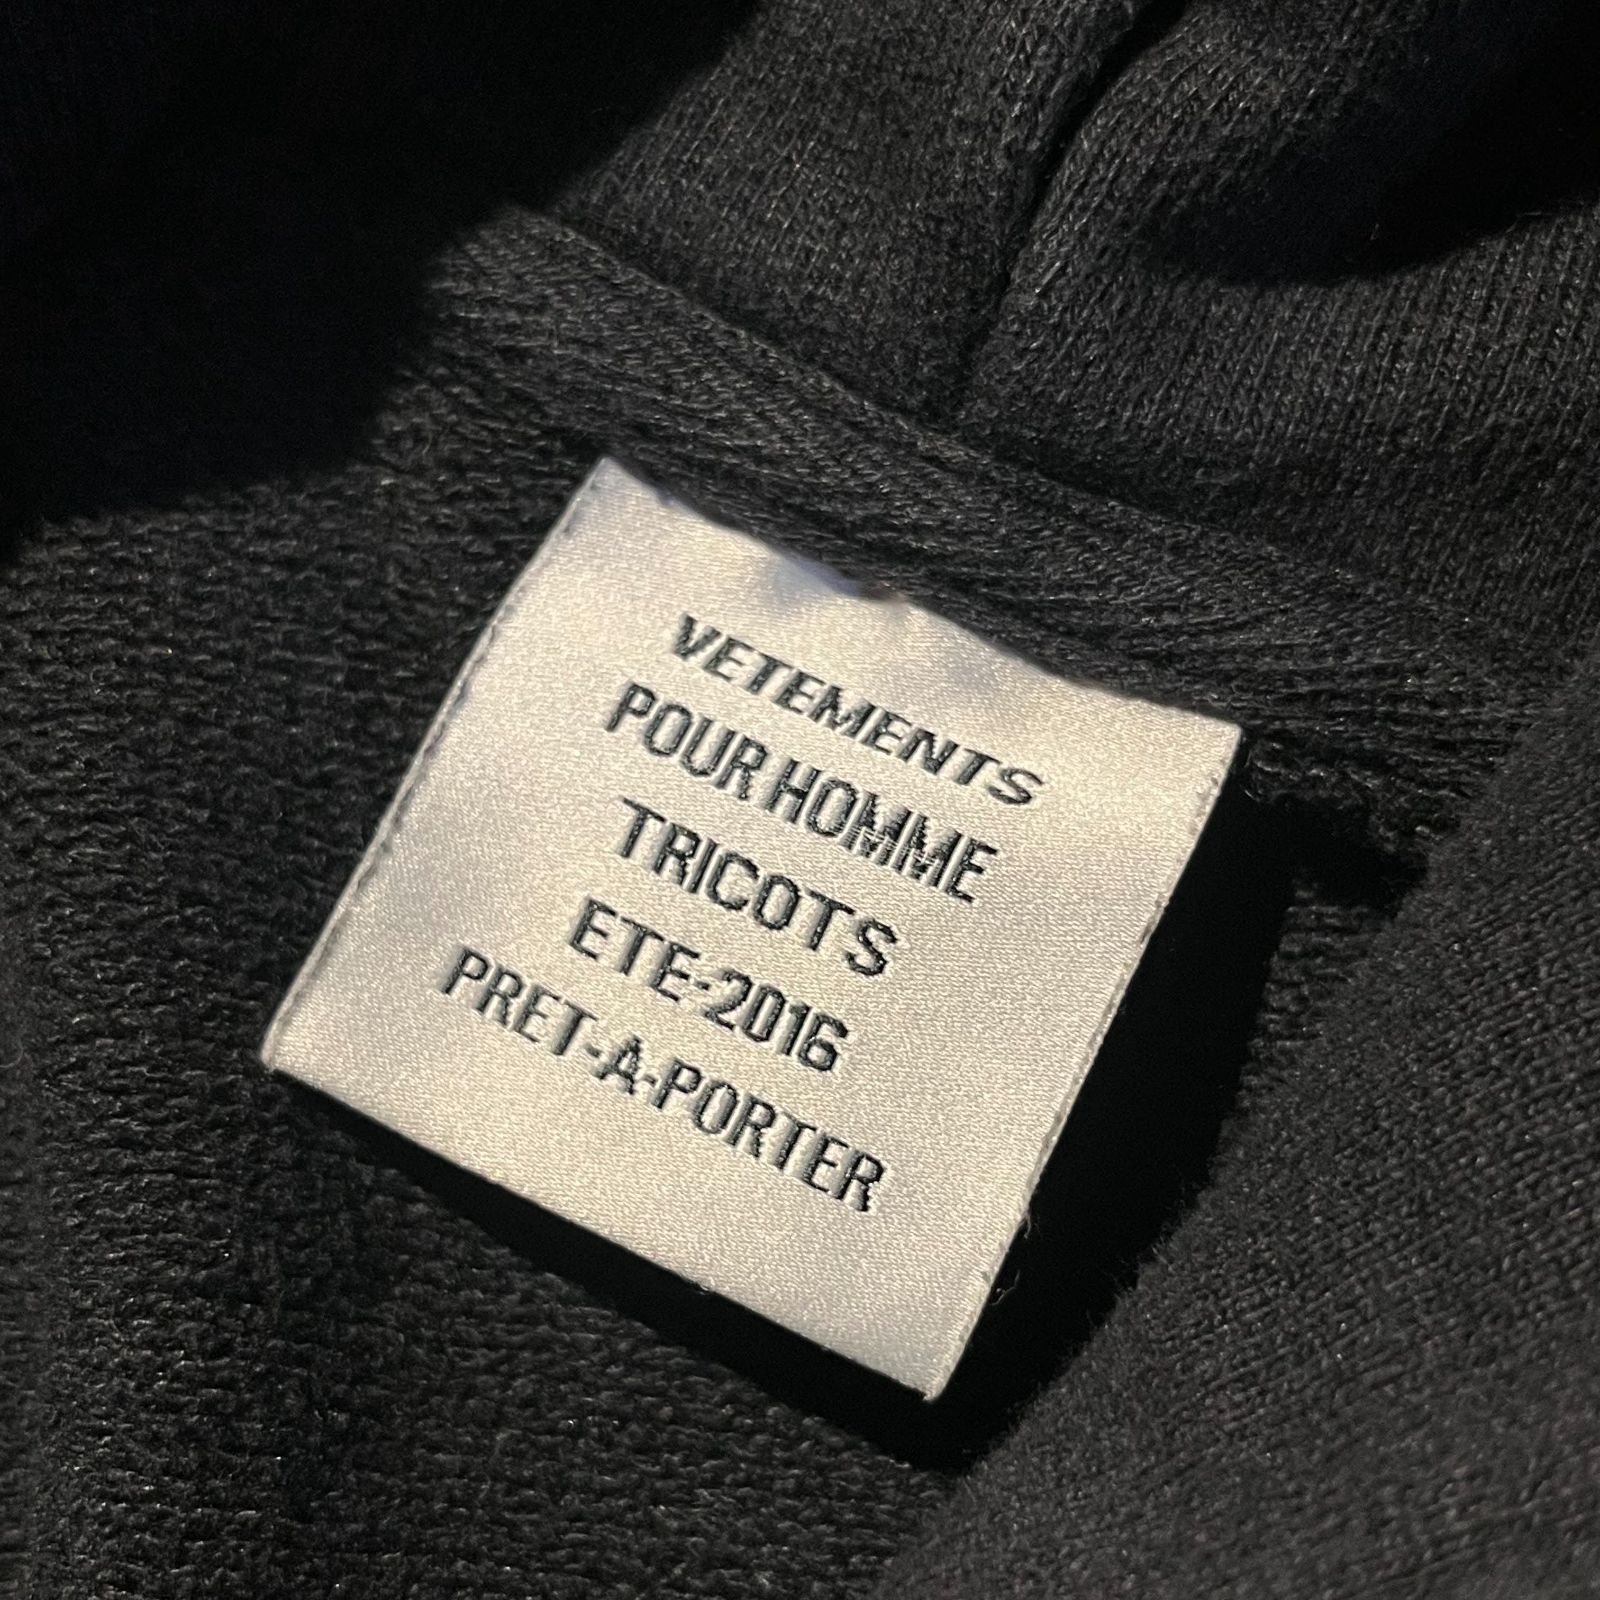 VETEMENTS
POUR HOMME
TRICOTS
ETE-2016
PRET-A-PORTER